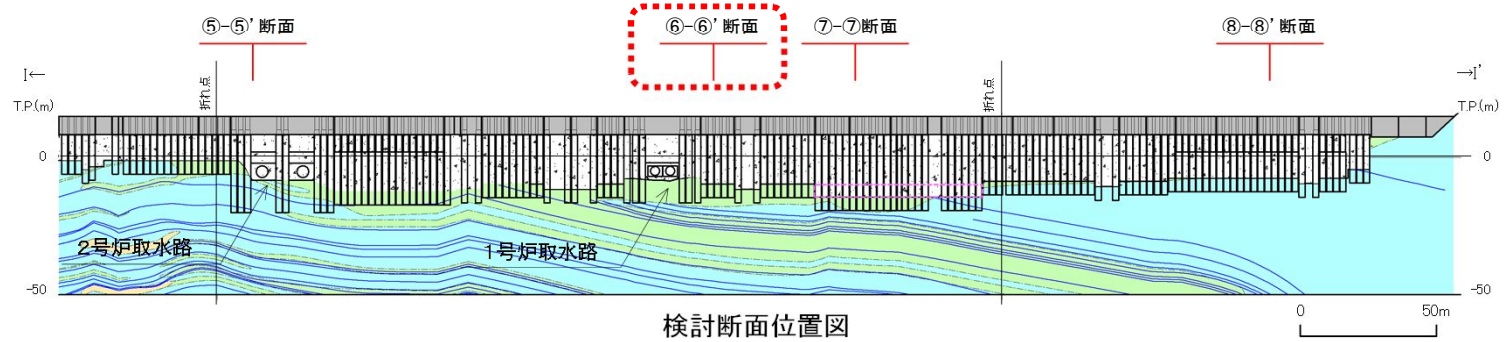 ⑤-⑤’断面
⑥-⑥’断面
⑦-⑦断面
⑧-⑧’断面
I←
→I’
折れ点
折れ点
T.P.(m)
T.P.(m)
0
0
2号炉取水路
1号炉取水路
-50
-50
検討断面位置図
0
50m